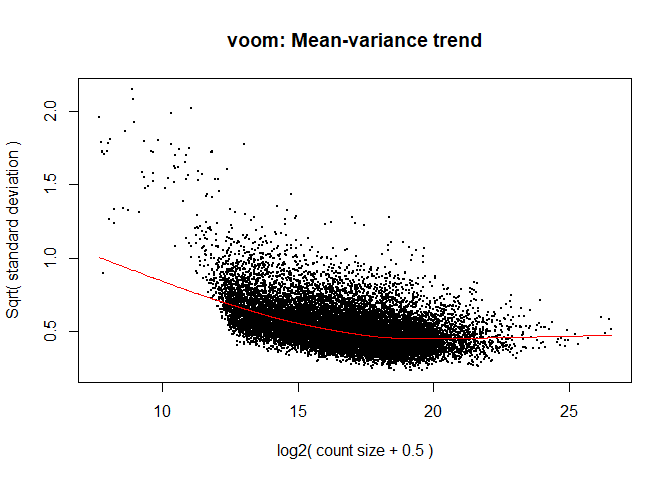 voom: Mean-variance trend
Sqrt( standard deviation )
2.0
1.5
1.0
0.5
10 15 20 25
log2( count size + 0.5 )